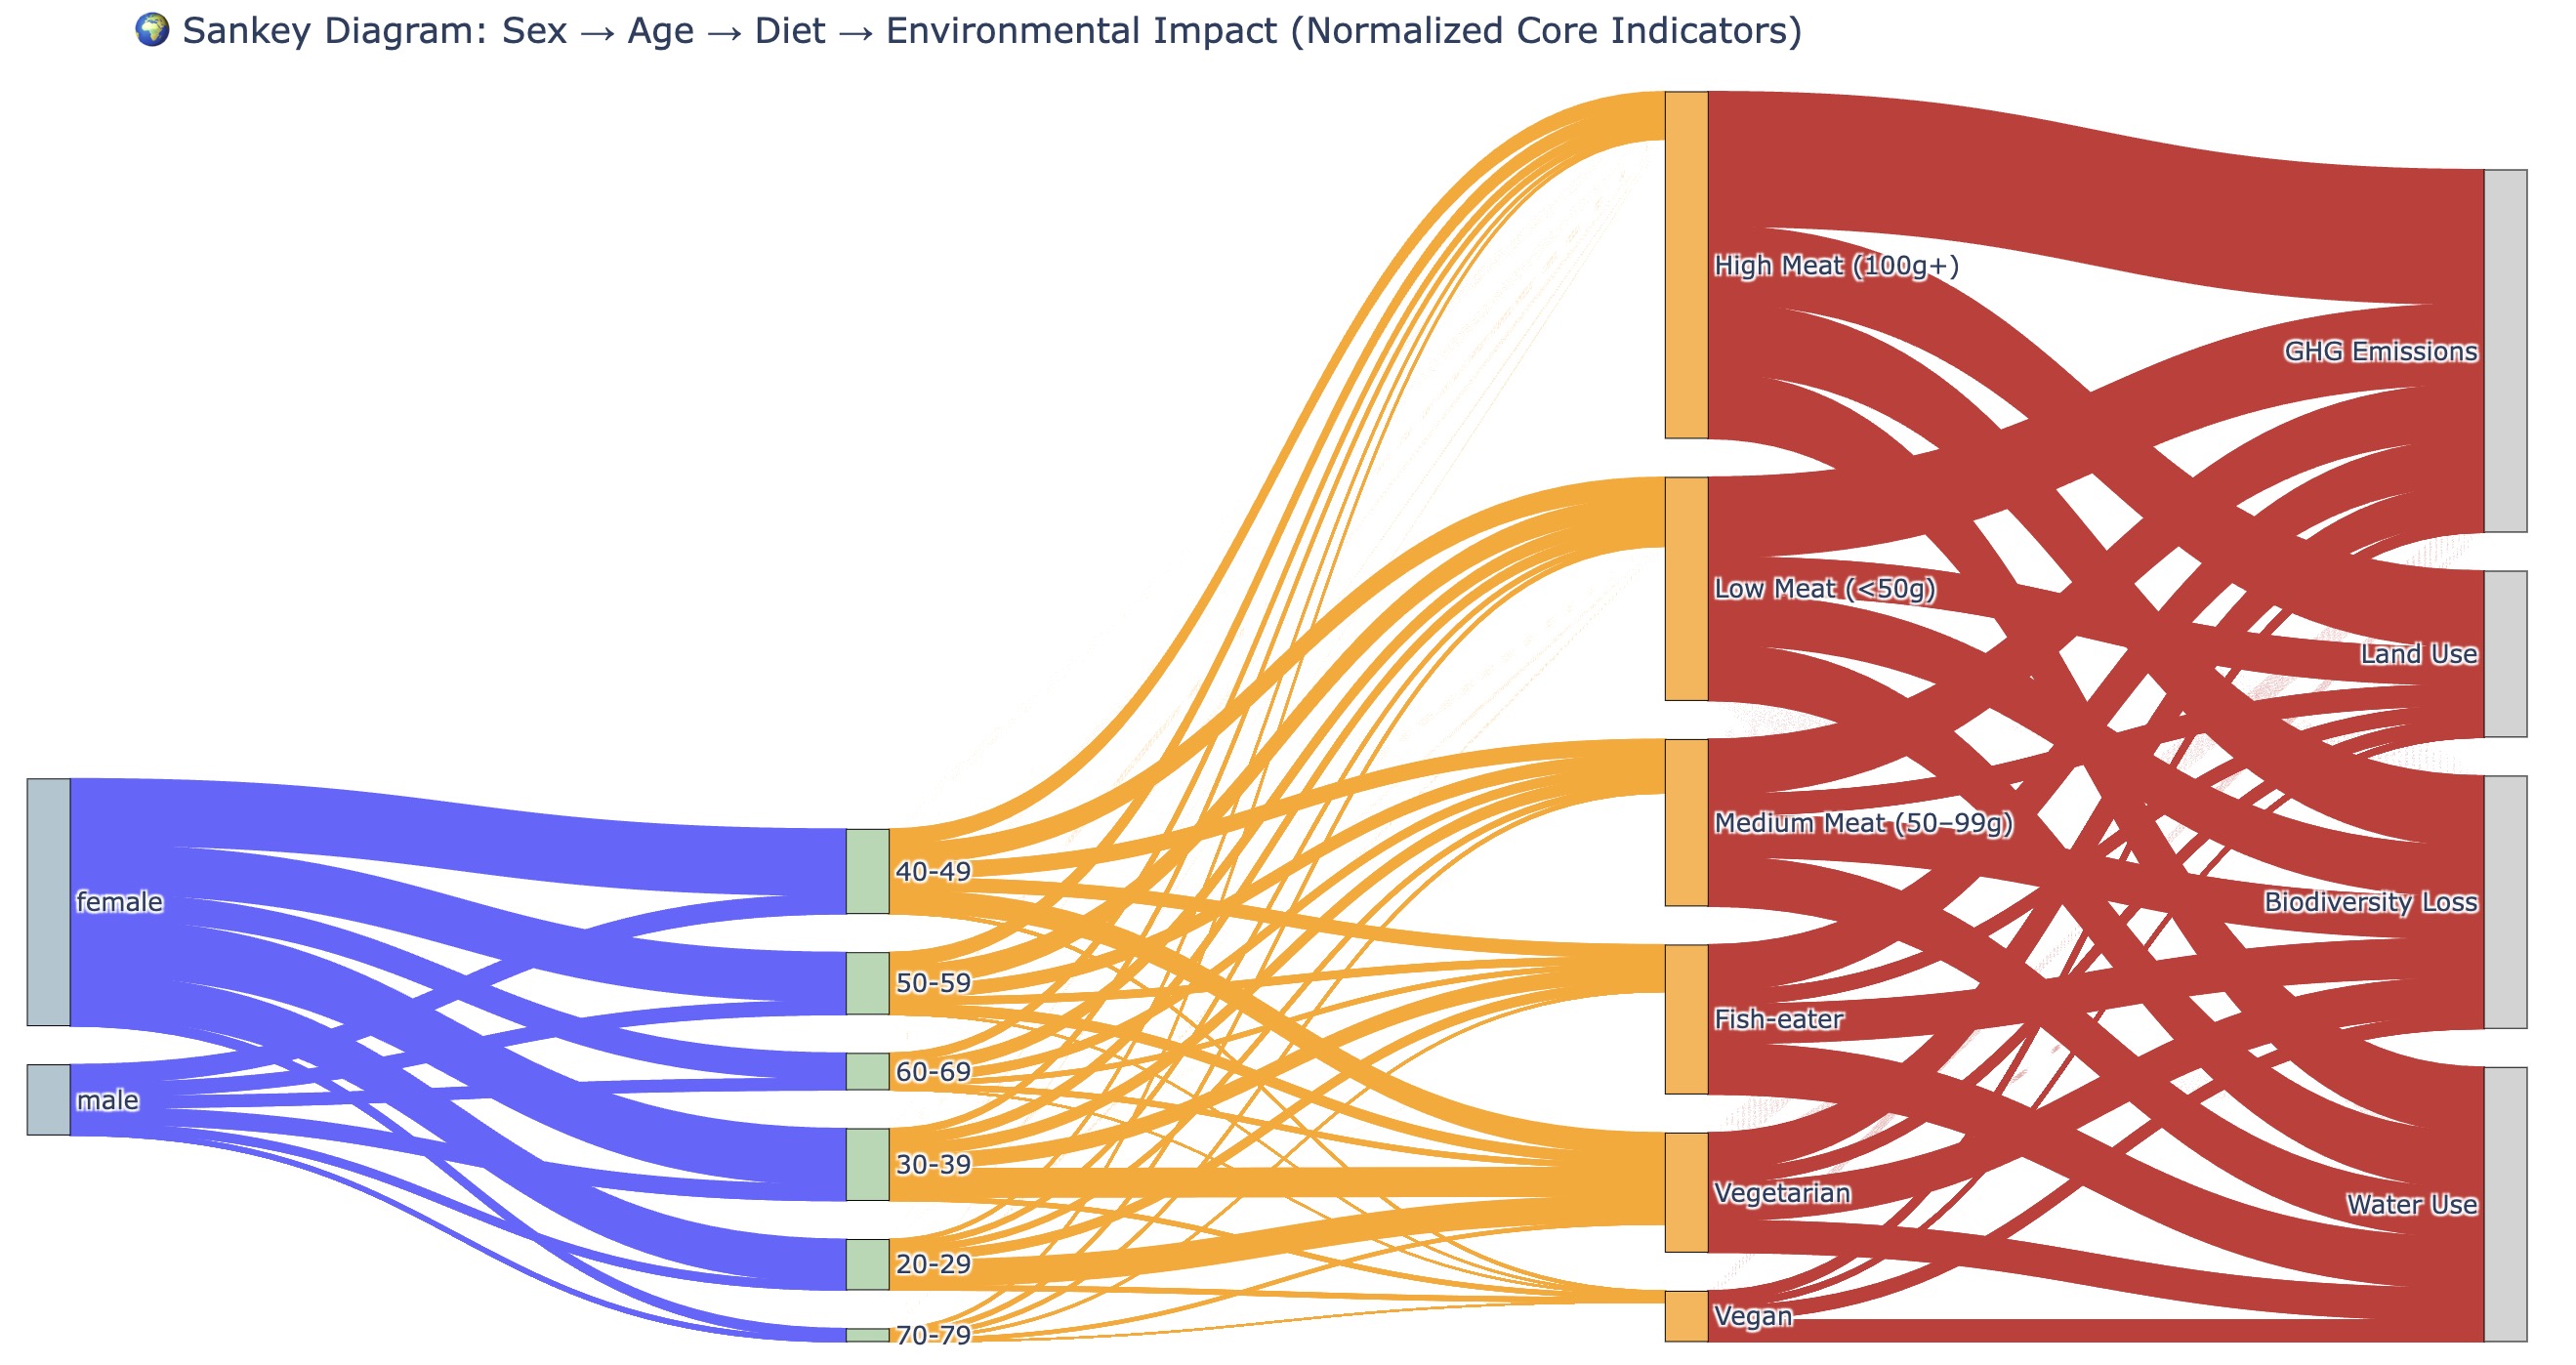 🌍 Sankey Diagram: Sex → Age → Diet → Environmental Impact (Normalized Core Indicators)
female
male
40-49
50-59
60-69
30-39
20-29
70-79
High Meat (100g+)
Low Meat (<50g)
Medium Meat (50–99g)
Fish-eater
Vegetarian
Vegan
GHG Emissions
Land Use
Biodiversity Loss
Water Use